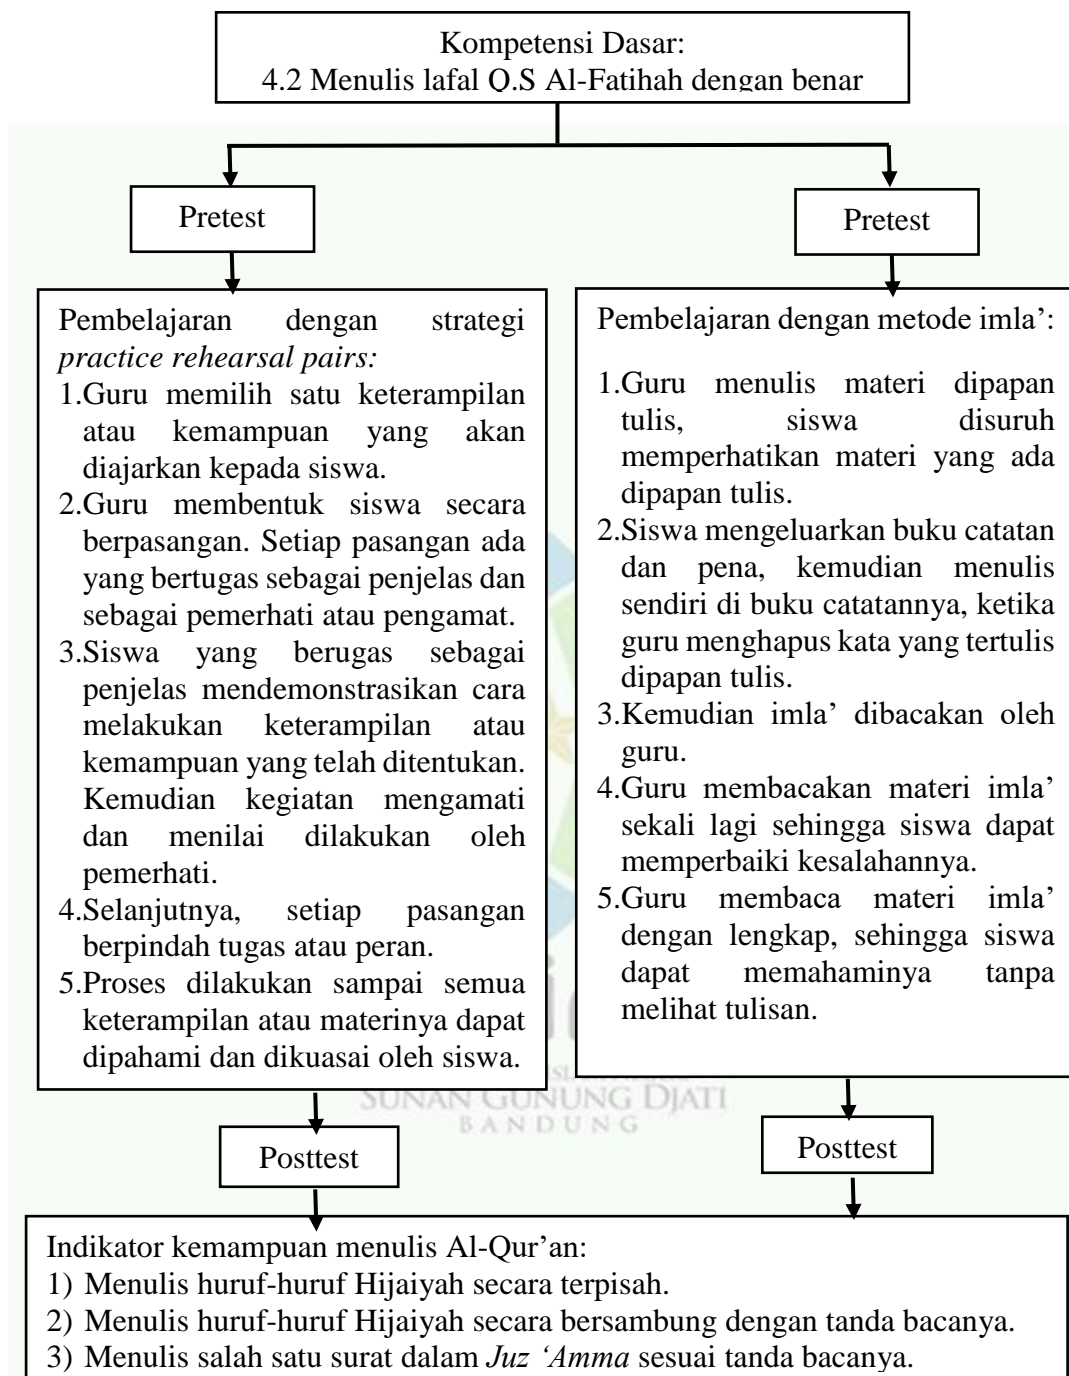 Kompetensi Dasar:
4.2 Menulis lafal Q.S Al-Fatihah dengan benar
Pretest
Pretest
Pembelajaran dengan strategi
practice rehearsal pairs:
1.Guru memilih satu keterampilan
atau kemampuan yang akan
diajarkan kepada siswa.
2.Guru membentuk siswa secara
berpasangan. Setiap pasangan ada
yang bertugas sebagai penjelas dan
sebagai pemerhati atau pengamat.
3.Siswa yang berugas sebagai
penjelas mendemonstrasikan cara
melakukan keterampilan atau
kemampuan yang telah ditentukan.
Kemudian kegiatan mengamati
dan menilai dilakukan oleh
pemerhati.
4.Selanjutnya, setiap pasangan
berpindah tugas atau peran.
5.Proses dilakukan sampai semua
keterampilan atau materinya dapat
dipahami dan dikuasai oleh siswa.
Pembelajaran dengan metode imla’:
1.Guru menulis materi dipapan
tulis, siswa disuruh
memperhatikan materi yang ada
dipapan tulis.
2.Siswa mengeluarkan buku catatan
dan pena, kemudian menulis
sendiri di buku catatannya, ketika
guru menghapus kata yang tertulis
dipapan tulis.
3.Kemudian imla’ dibacakan oleh
guru.
4.Guru membacakan materi imla’
sekali lagi sehingga siswa dapat
memperbaiki kesalahannya.
5.Guru membaca materi imla’
dengan lengkap, sehingga siswa
dapat memahaminya tanpa
melihat tulisan.
SUNAN GUNUNG DJATI
BANDUNG
Posttest
Posttest
Indikator kemampuan menulis Al-Qur’an:
1) Menulis huruf-huruf Hijaiyah secara terpisah.
2) Menulis huruf-huruf Hijaiyah secara bersambung dengan tanda bacanya.
3) Menulis salah satu surat dalam Juz ‘Amma sesuai tanda bacanya.